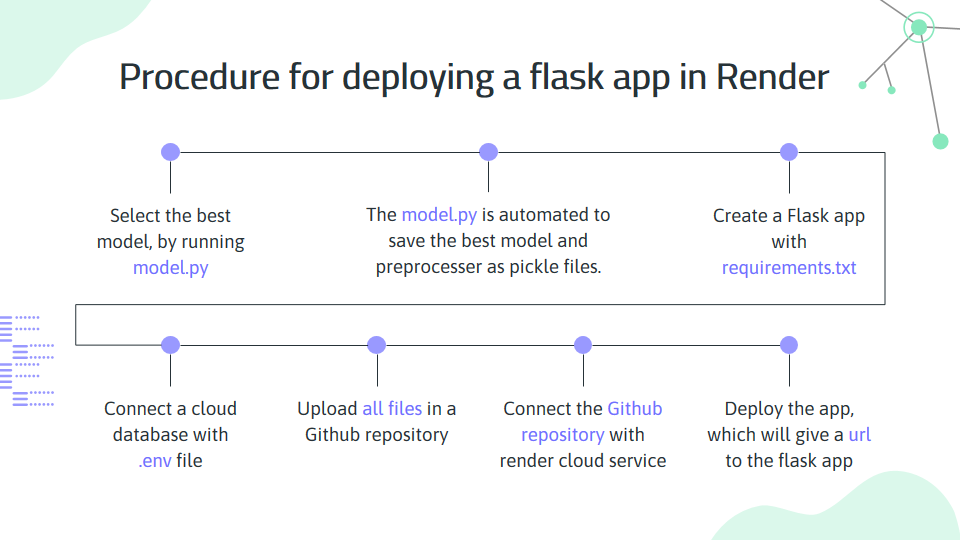 Procedure for deploying a flask app in Render
Select the best
model, by running
model.py
The model.py is automated to
save the best model and
preprocesser as pickle files.
Create a Flask app
with
requirements.txt
Connect a cloud
database with
.env file
Upload all files in a
Github repository
Connect the Github
repository with
render cloud service
Deploy the app,
which will give a url
to the flask app